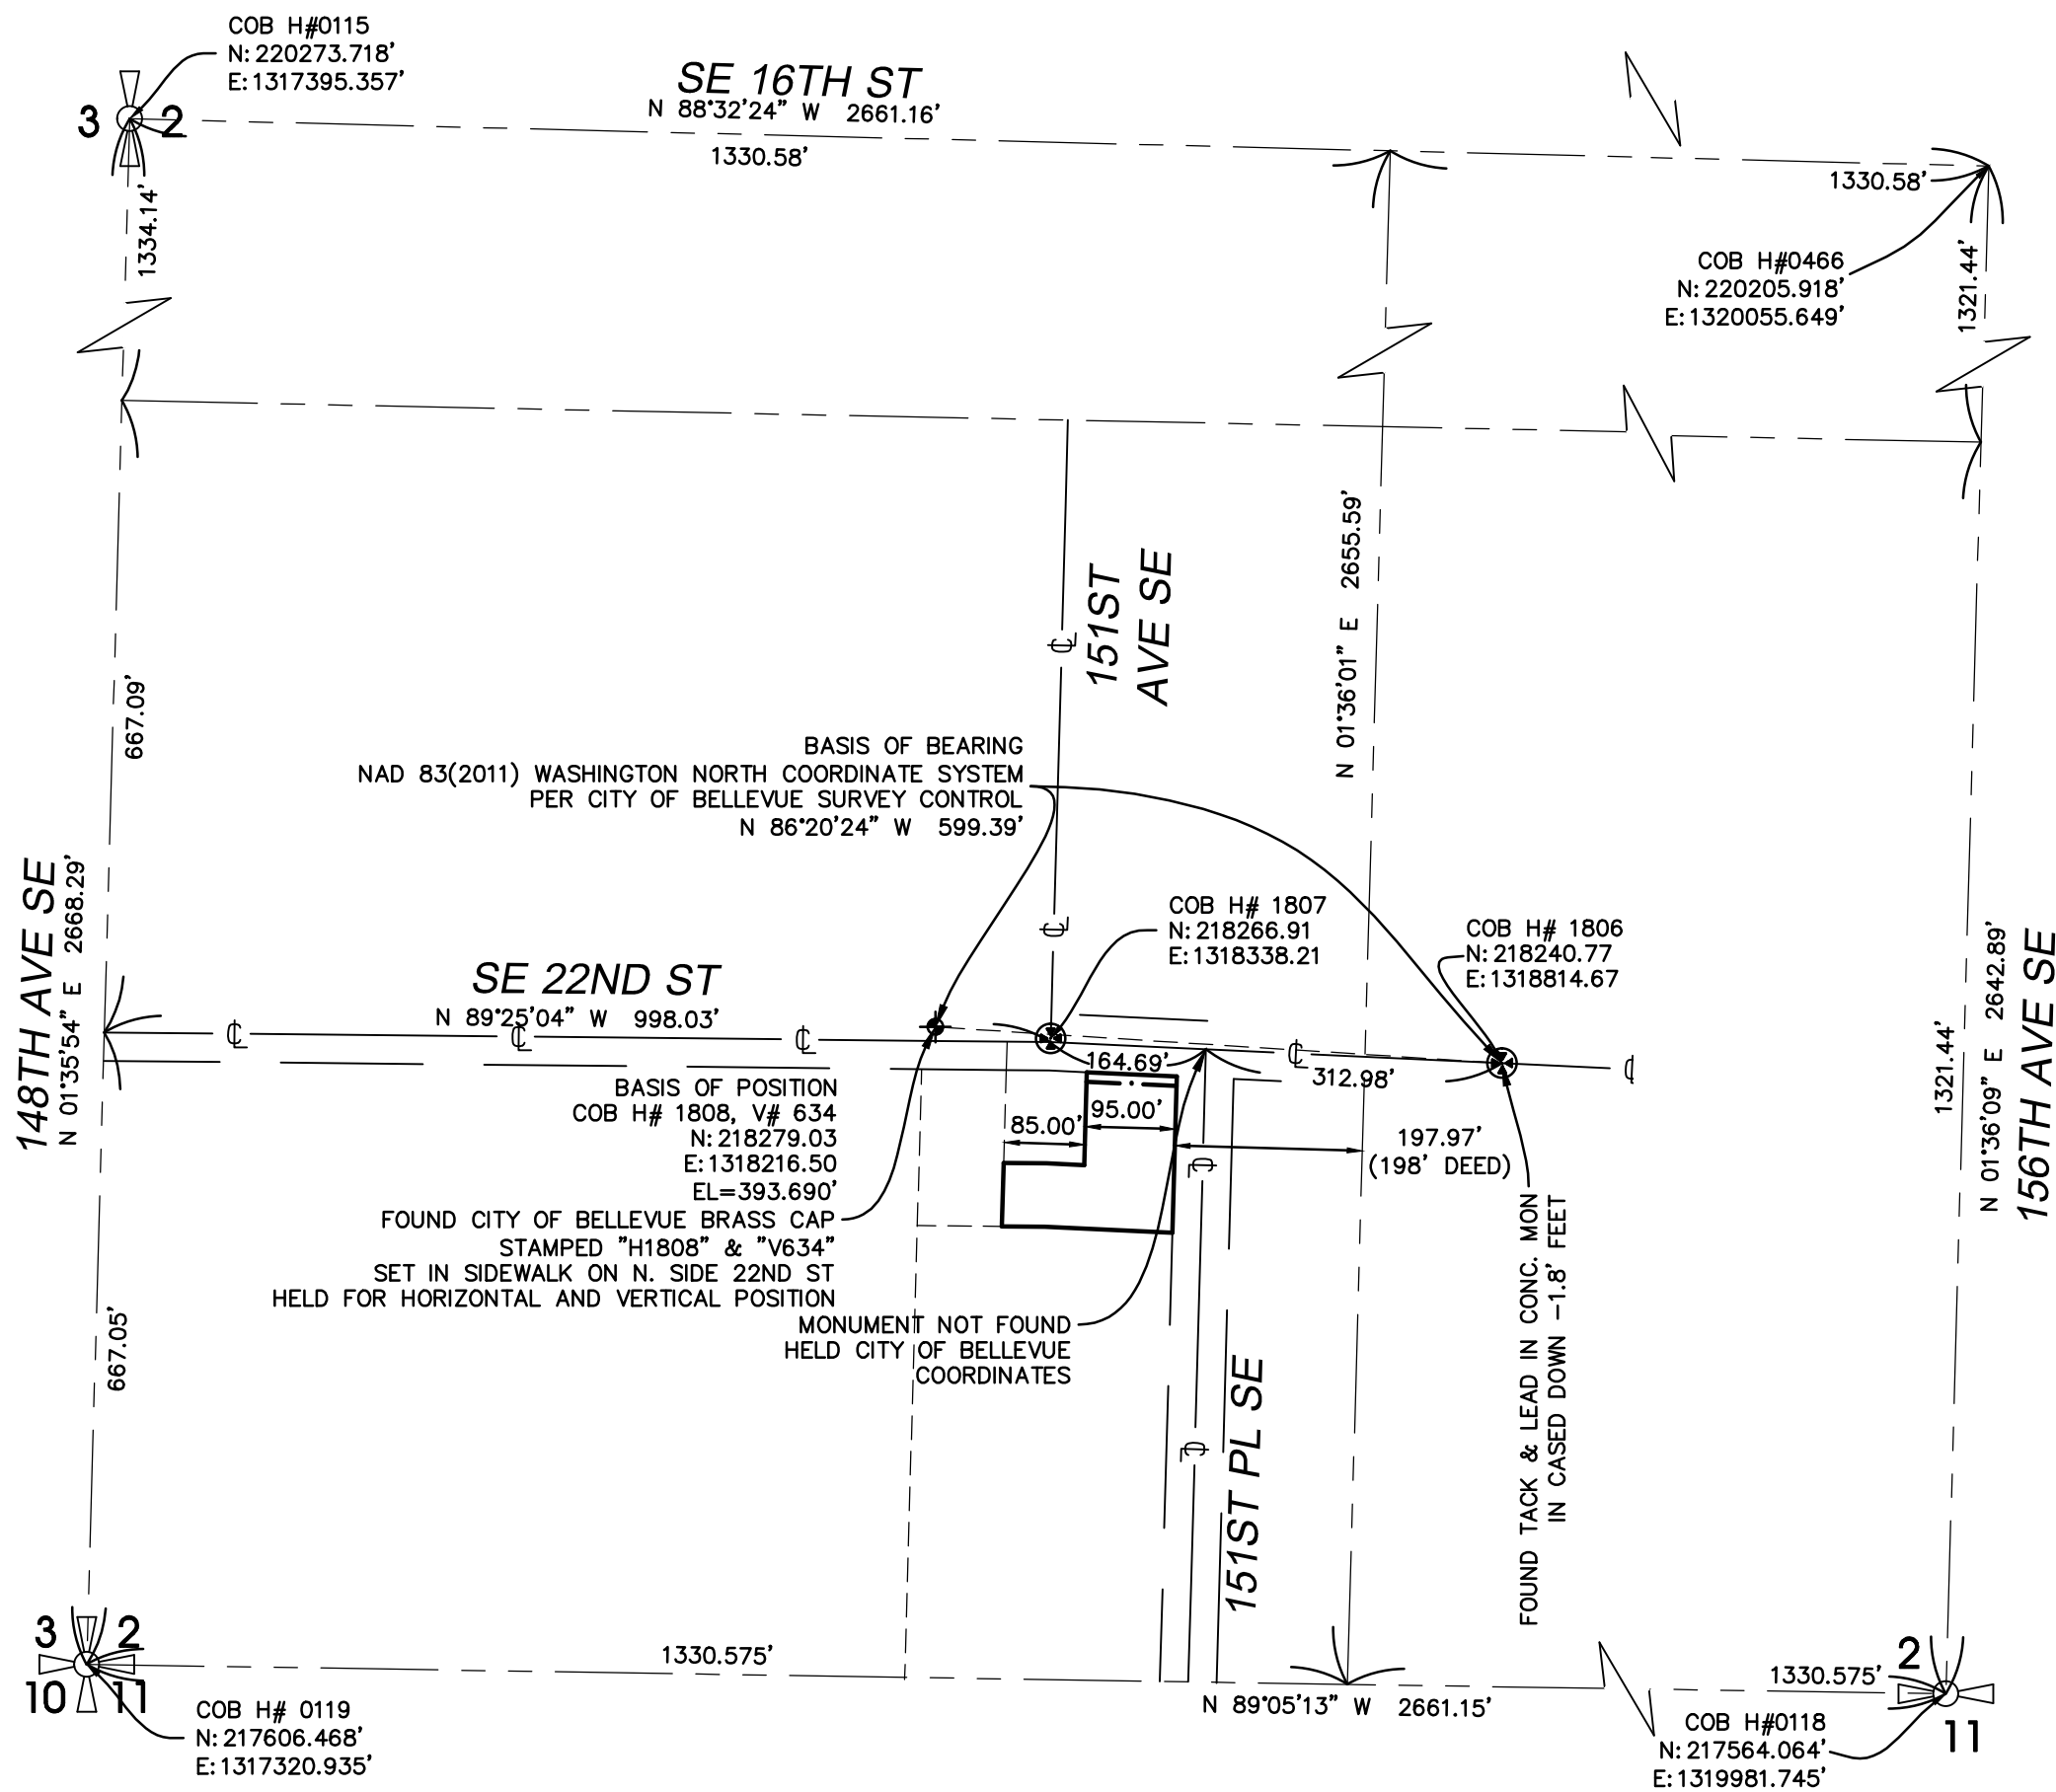 COB H#0115
N: 220273.718'
E: 1317395.357'
3
2
SE 16TH ST
N 88°32'24" W 2661.16'
1330.58'
1330.58'
1334.14'
COB H#0466
N: 220205.918'
E: 1320055.649'
1321.44'
151ST
AVE SE
N 01°36'01" E 2655.59'
667.09'
BASIS OF BEARING
NAD 83(2011) WASHINGTON NORTH COORDINATE SYSTEM
PER CITY OF BELLEVUE SURVEY CONTROL
N 86°20'24" W 599.39'
148TH AVE SE
N 01°35'54" E 2668.29'
COB H# 1807
N: 218266.91
E: 1318338.21
COB H# 1806
N: 218240.77
E: 1318814.67
SE 22ND ST
N 89°25'04" W 998.03'
164.69'
312.98'
1321.44'
N 01°36'09" E 2642.89'
156TH AVE SE
BASIS OF POSITION
COB H# 1808, V# 634
N: 218279.03
E: 1318216.50
EL=393.690'
FOUND CITY OF BELLEVUE BRASS CAP
STAMPED "H1808" & "V634"
SET IN SIDEWALK ON N. SIDE 22ND ST
HELD FOR HORIZONTAL AND VERTICAL POSITION
85.00'
95.00'
197.97'
(198' DEED)
MONUMENT NOT FOUND
HELD CITY OF BELLEVUE
COORDINATES
FOUND TACK & LEAD IN CONC. MON
IN CASED DOWN -1.8' FEET
667.05'
151ST PL SE
3
2
10
11
1330.575'
COB H# 0119
N: 217606.468'
E: 1317320.935'
N 89°05'13" W 2661.15'
1330.575'
2
11
COB H#0118
N: 217564.064'
E: 1319981.745'